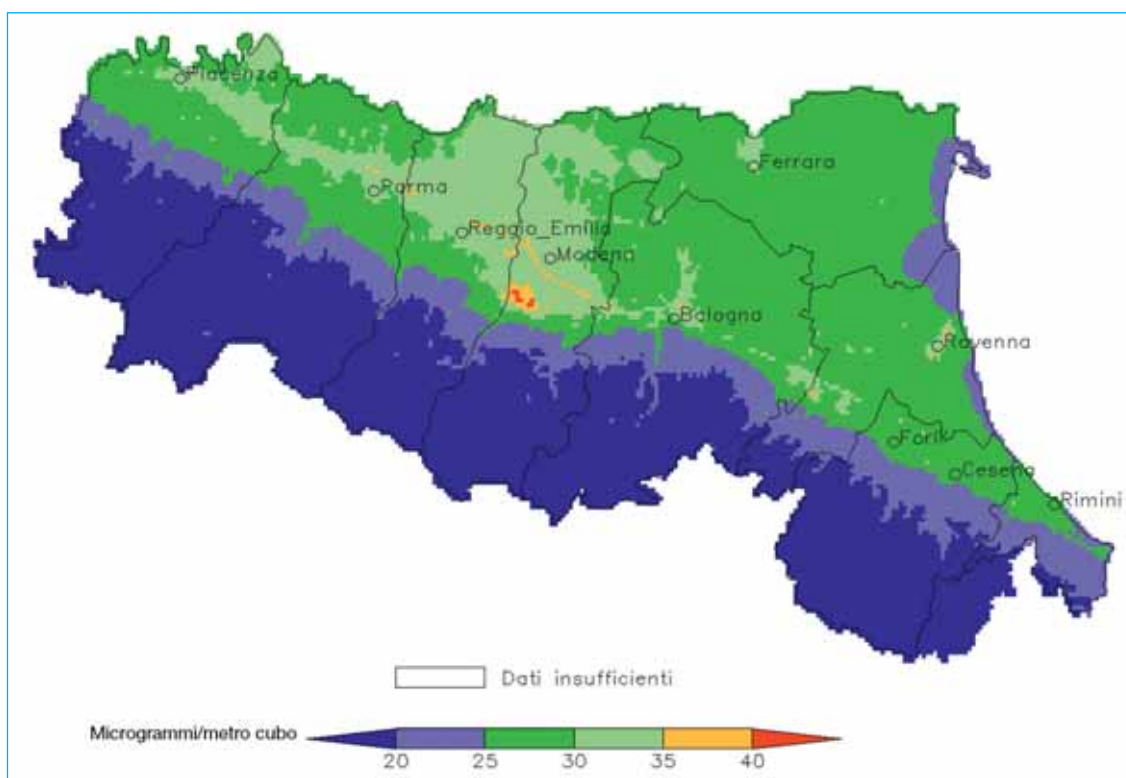 Piacenza
Ferrara
Parma
Reggio_Emilia
Modena
Bologna
Ravenna
Forlì
Cesena
Rimini
Dati insufficienti
Microgrammi/metro cubo
20 25 30 35 40